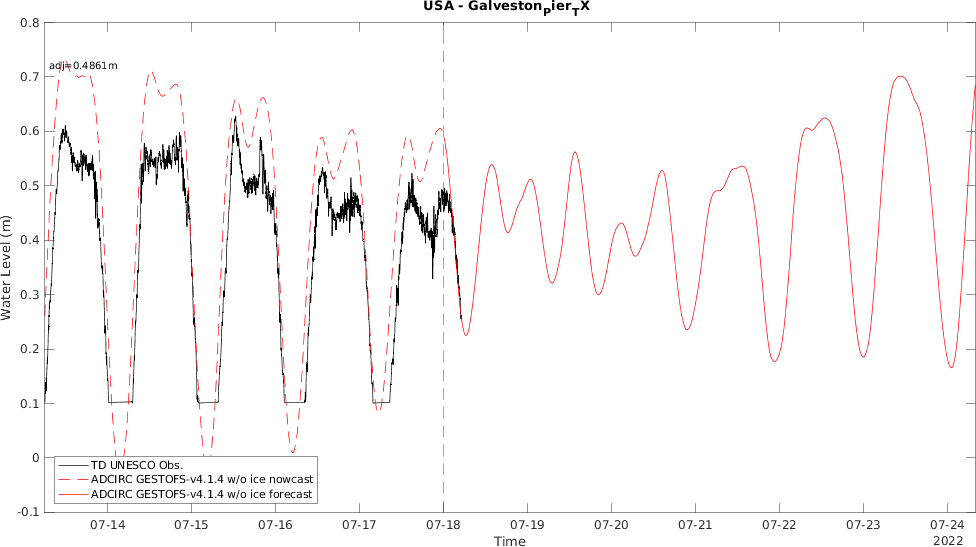 USA - Galveston_Pier_TX
adj=0.4861m
0.8
0.7
0.6
0.5
0.4
0.3
0.2
0.1
0
-0.1
Water Level (m)
TD UNESCO Obs.
ADCIRC GESTOFS-v4.1.4 w/o ice nowcast
ADCIRC GESTOFS-v4.1.4 w/o ice forecast
07-14 07-15 07-16 07-17 07-18 07-19 07-20 07-21 07-22 07-23 07-24
Time
2022